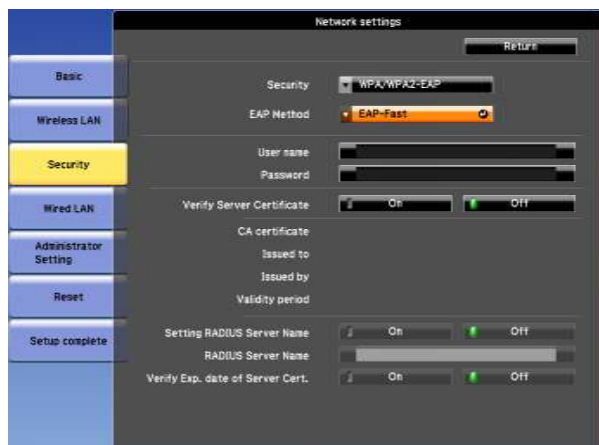 Network settings
Return
Basic
Wireless LAN
Security
Wired LAN
Administrator
Setting
Reset
Setup complete
Security WPA/WPA2-EAP
EAP Method EAP-Fast
User name
Password
Verify Server Certificate On Off
CA certificate
Issued to
Issued by
Validity period
Setting RADIUS Server Name On Off
RADIUS Server Name
Verify Exp. date of Server Cert. On Off